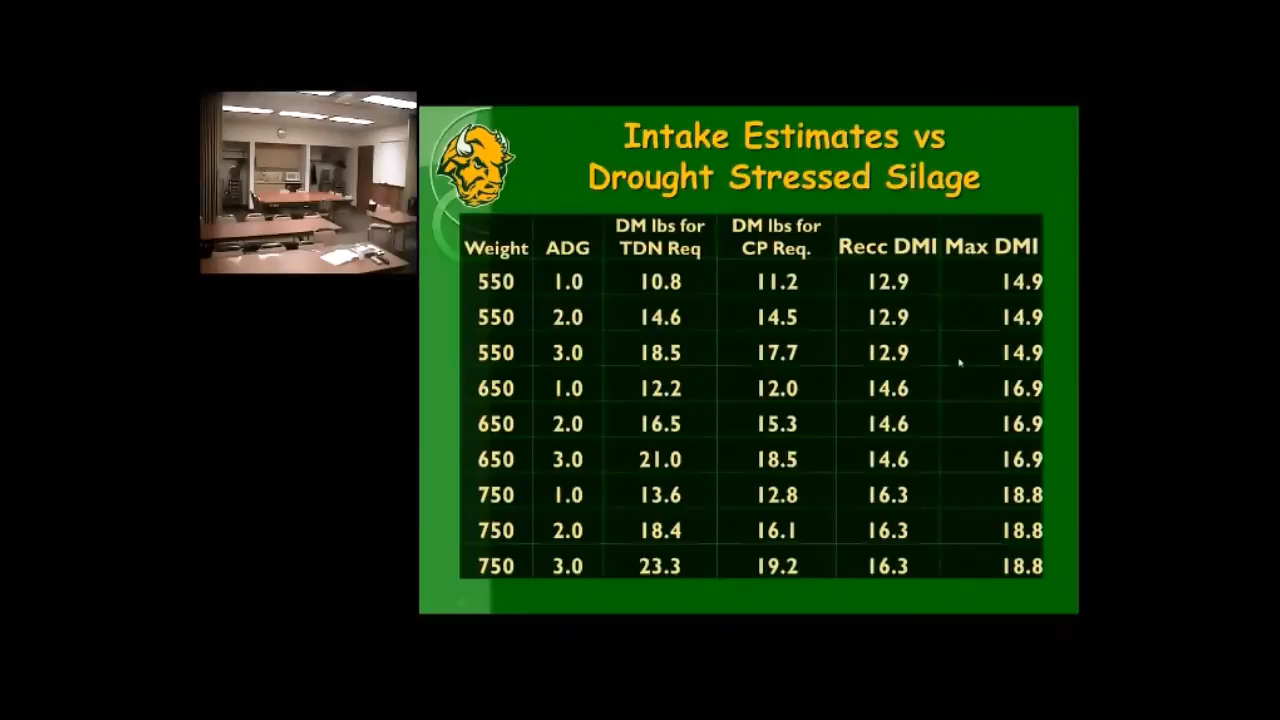 Intake Estimates vs
Drought Stressed Silage
DM lbs for DM lbs for
Weight ADG TDN Req CP Req. Recc DMI Max DMI
550 1.0 10.8 11.2 12.9 14.9
550 2.0 14.6 14.5 12.9 14.9
550 3.0 18.5 17.7 12.9 14.9
650 1.0 12.2 12.0 14.6 16.9
650 2.0 16.5 15.3 14.6 16.9
650 3.0 21.0 18.5 14.6 16.9
750 1.0 13.6 12.8 16.3 18.8
750 2.0 18.4 16.1 16.3 18.8
750 3.0 23.3 19.2 16.3 18.8